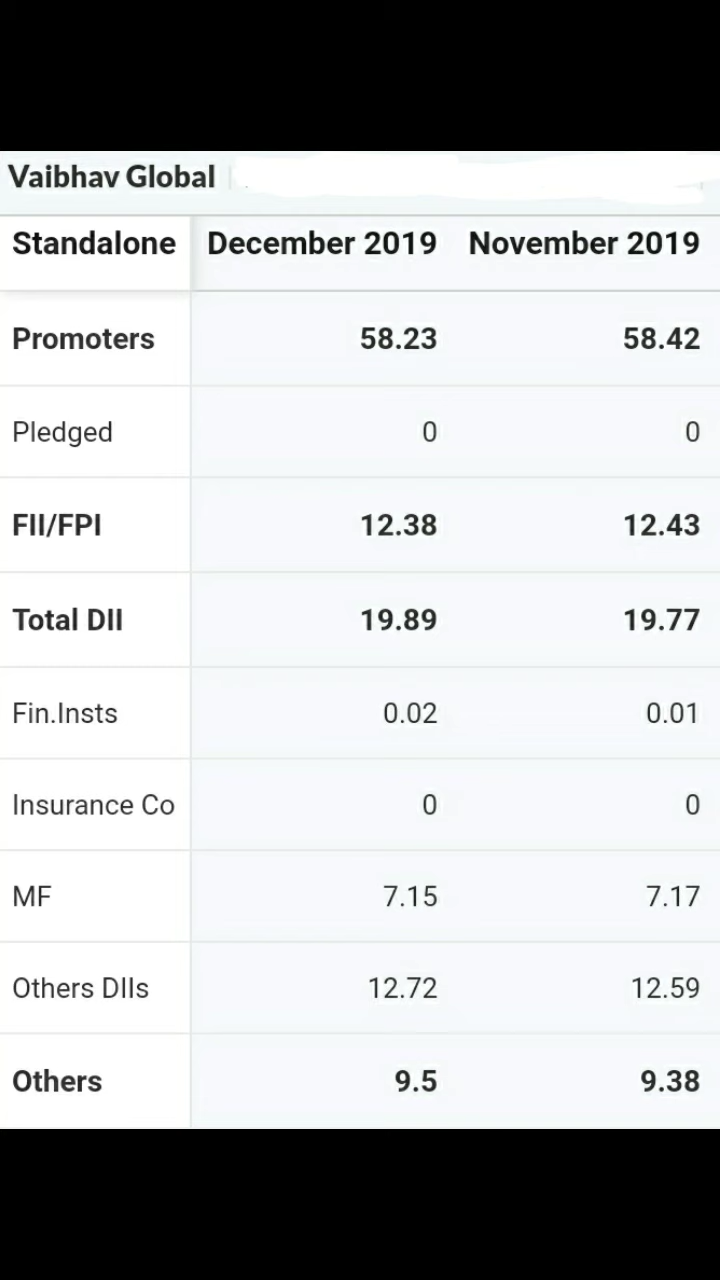 Vaibhav Global
Standalone December 2019 November 2019
Promoters 58.23 58.42
Pledged 0 0
FII/FPI 12.38 12.43
Total DII 19.89 19.77
Fin.Insts 0.02 0.01
Insurance Co 0 0
MF 7.15 7.17
Others DIIs 12.72 12.59
Others 9.5 9.38